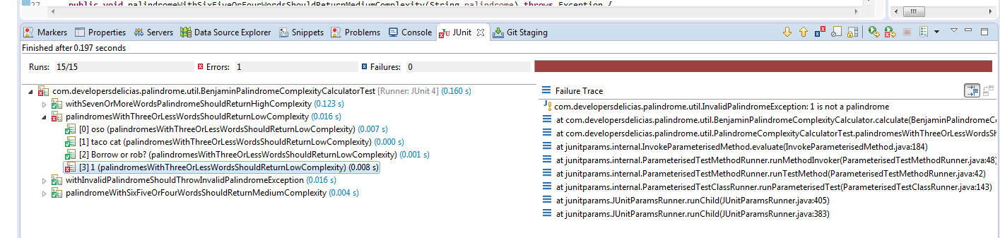 27 public void palindromeWithSixFiveOrFourWordsShouldReturnMediumComplexity(String palindrome) throws Exception {
Markers Properties Servers Data Source Explorer Snippets Problems Console JUnit Git Staging
Finished after 0.197 seconds
Runs: 15/15 Errors: 1 Failures: 0
com.developersdelicias.palindrome.util.BenjaminPalindromeComplexityCalculatorTest [Runner: JUnit 4] (0.160 s)
withSevenOrMoreWordsPalindromeShouldReturnHighComplexity (0.123 s)
palindromesWithThreeOrLessWordsShouldReturnLowComplexity (0.016 s)
[0] oso (palindromesWithThreeOrLessWordsShouldReturnLowComplexity) (0.007 s)
[1] taco cat (palindromesWithThreeOrLessWordsShouldReturnLowComplexity) (0.000 s)
[2] Borrow or rob? (palindromesWithThreeOrLessWordsShouldReturnLowComplexity) (0.001 s)
[3] 1 (palindromesWithThreeOrLessWordsShouldReturnLowComplexity) (0.008 s)
withInvalidPalindromeShouldThrowInvalidPalindromeException (0.016 s)
palindromeWithSixFiveOrFourWordsShouldReturnMediumComplexity (0.004 s)
Failure Trace
com.developersdelicias.palindrome.util.InvalidPalindromeException: 1 is not a palindrome
at com.developersdelicias.palindrome.util.BenjaminPalindromeComplexityCalculator.calculate(BenjaminPalindromeC
at com.developersdelicias.palindrome.util.PalindromeComplexityCalculatorTest.palindromesWithThreeOrLessWordsSh
at junitparams.internal.InvokeParameterisedMethod.evaluate(InvokeParameterisedMethod.java:184)
at junitparams.internal.ParameterisedTestMethodRunner.runMethodInvoker(ParameterisedTestMethodRunner.java:48)
at junitparams.internal.ParameterisedTestMethodRunner.runTestMethod(ParameterisedTestMethodRunner.java:42)
at junitparams.internal.ParameterisedTestClassRunner.runParameterisedTest(ParameterisedTestClassRunner.java:143)
at junitparams.JUnitParamsRunner.runChild(JUnitParamsRunner.java:405)
at junitparams.JUnitParamsRunner.runChild(JUnitParamsRunner.java:383)